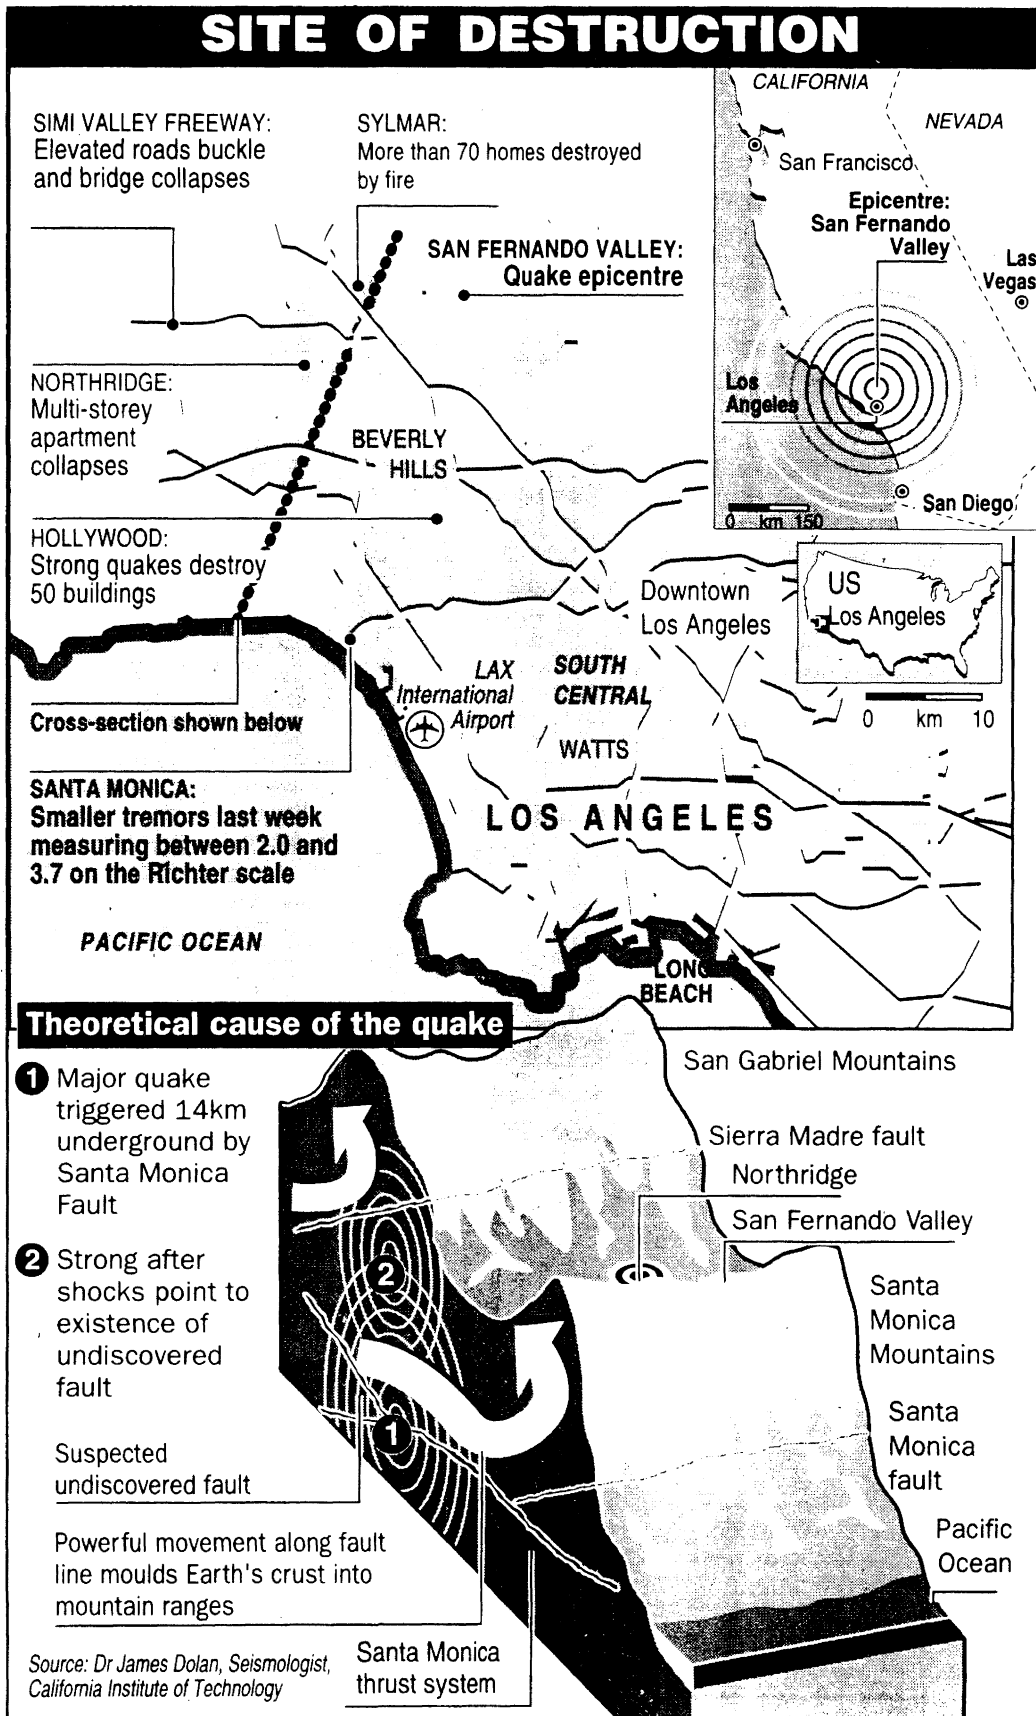 SITE OF DESTRUCTION
SIMI VALLEY FREEWAY:
Elevated roads buckle
and bridge collapses
SYLMAR:
More than 70 homes destroyed
by fire
SAN FERNANDO VALLEY:
Quake epicentre
NORTHRIDGE:
Multi-storey
apartment
collapses
BEVERLY
HILLS
HOLLYWOOD:
Strong quakes destroy
50 buildings
Cross-section shown below
SANTA MONICA:
Smaller tremors last week
measuring between 2.0 and
3.7 on the Richter scale
PACIFIC OCEAN
LAX
International
Airport
SOUTH
CENTRAL
WATTS
LOS ANGELES
Downtown
Los Angeles
LONG
BEACH
CALIFORNIA
NEVADA
San Francisco
Epicentre:
San Fernando
Valley
Las
Vegas
Los
Angeles
San Diego
0 km 150
US
Los Angeles
0 km 10
Theoretical cause of the quake
1 Major quake
triggered 14km
underground by
Santa Monica
Fault
2 Strong after
shocks point to
existence of
undiscovered
fault
Suspected
undiscovered fault
Powerful movement along fault
line moulds Earth's crust into
mountain ranges
Source: Dr James Dolan, Seismologist,
California Institute of Technology
Santa Monica
thrust system
2
1
San Gabriel Mountains
Sierra Madre fault
Northridge
San Fernando Valley
Santa
Monica
Mountains
Santa
Monica
fault
Pacific
Ocean